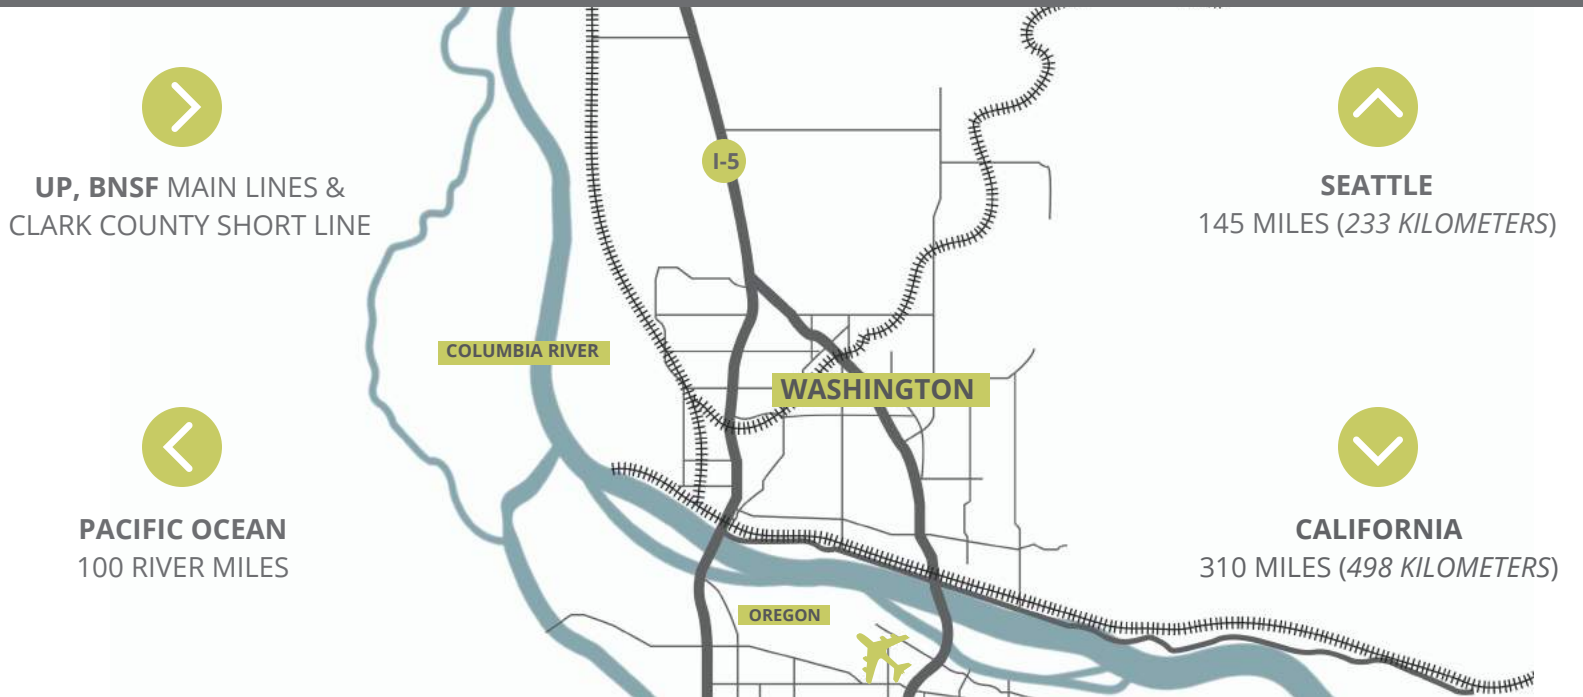 UP, BNSF MAIN LINES &
CLARK COUNTY SHORT LINE
PACIFIC OCEAN
100 RIVER MILES
I-5
COLUMBIA RIVER
WASHINGTON
OREGON
SEATTLE
145 MILES (233 KILOMETERS)
CALIFORNIA
310 MILES (498 KILOMETERS)